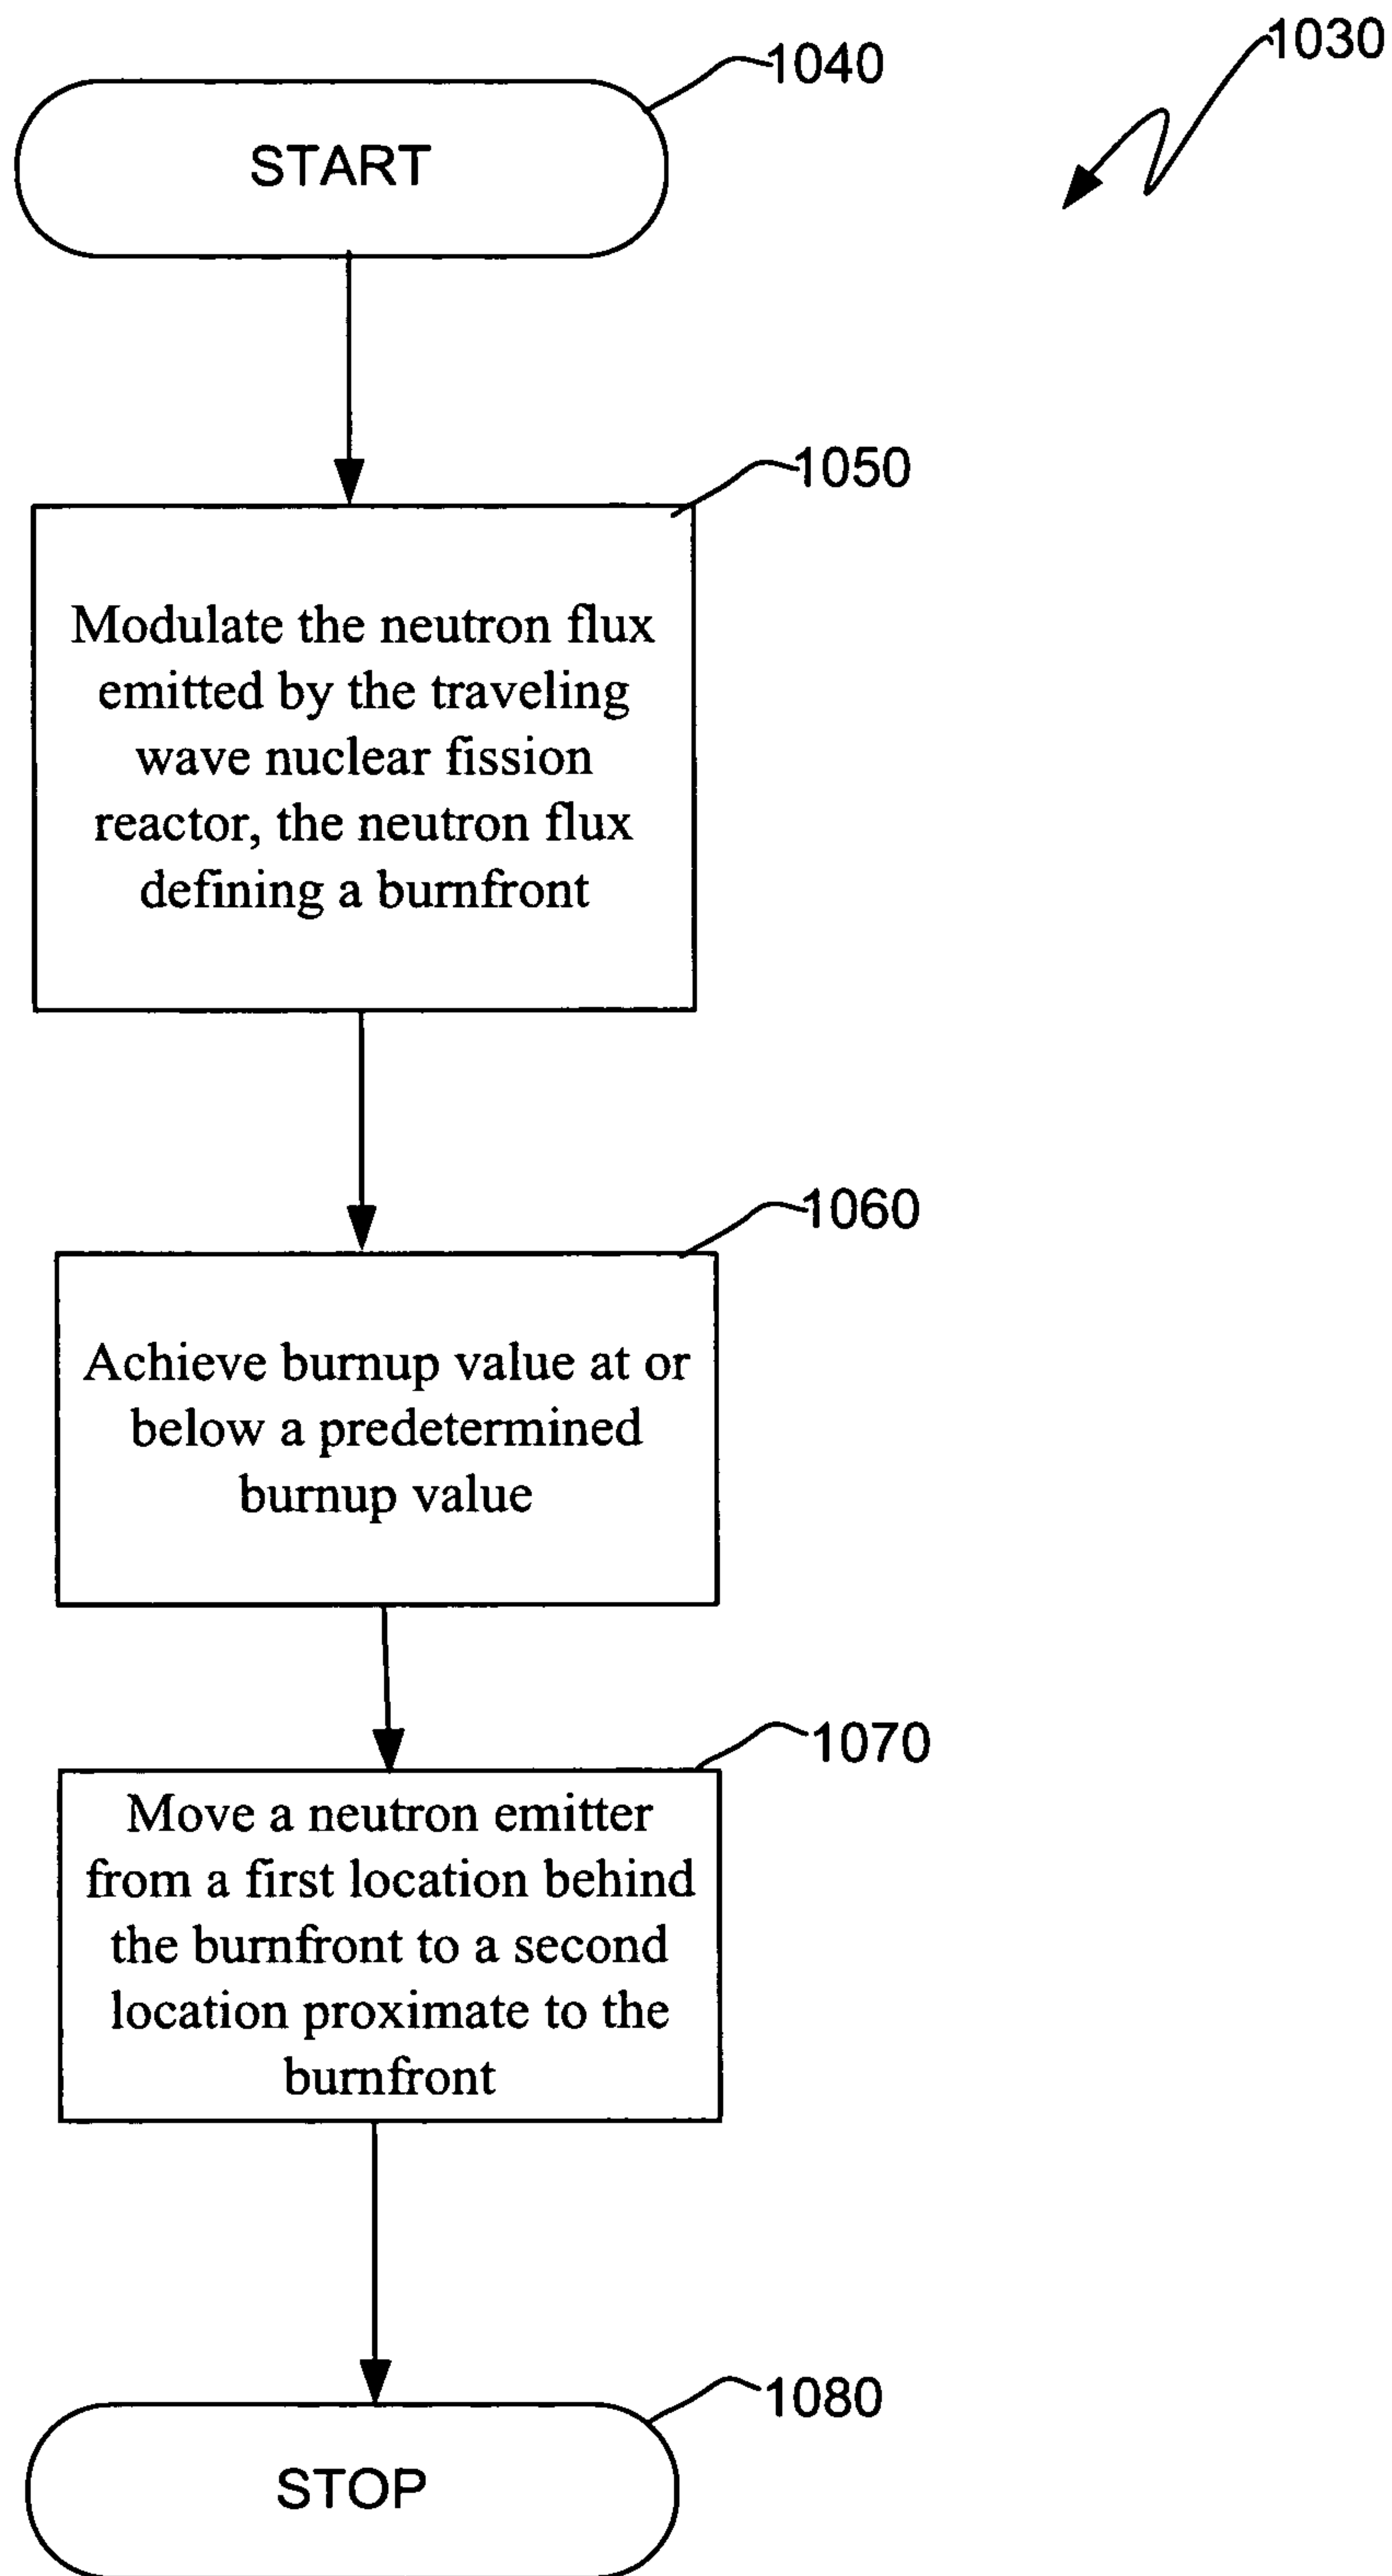 1030
1040
START
1050
Modulate the neutron flux
emitted by the traveling
wave nuclear fission
reactor, the neutron flux
defining a burnfront
1060
Achieve burnup value at or
below a predetermined
burnup value
1070
Move a neutron emitter
from a first location behind
the burnfront to a second
location proximate to the
burnfront
1080
STOP